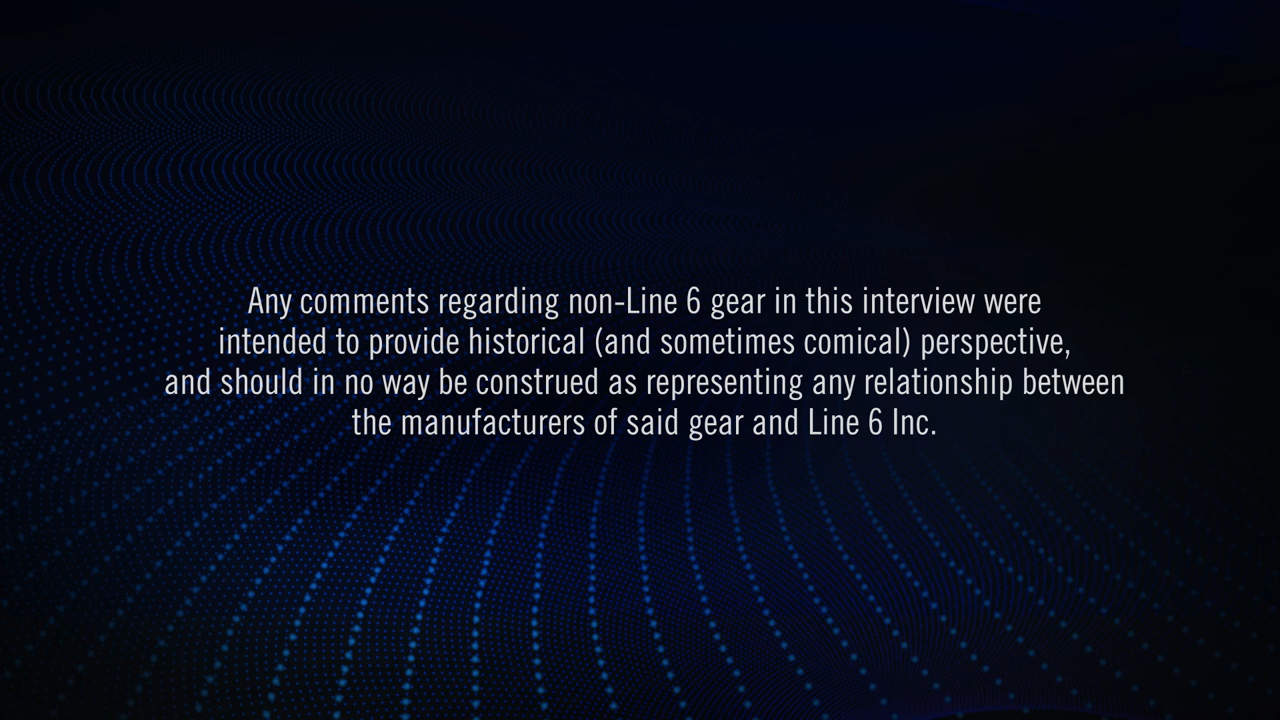 Any comments regarding non-Line 6 gear in this interview were
intended to provide historical (and sometimes comical) perspective,
and should in no way be construed as representing any relationship between
the manufacturers of said gear and Line 6 Inc.